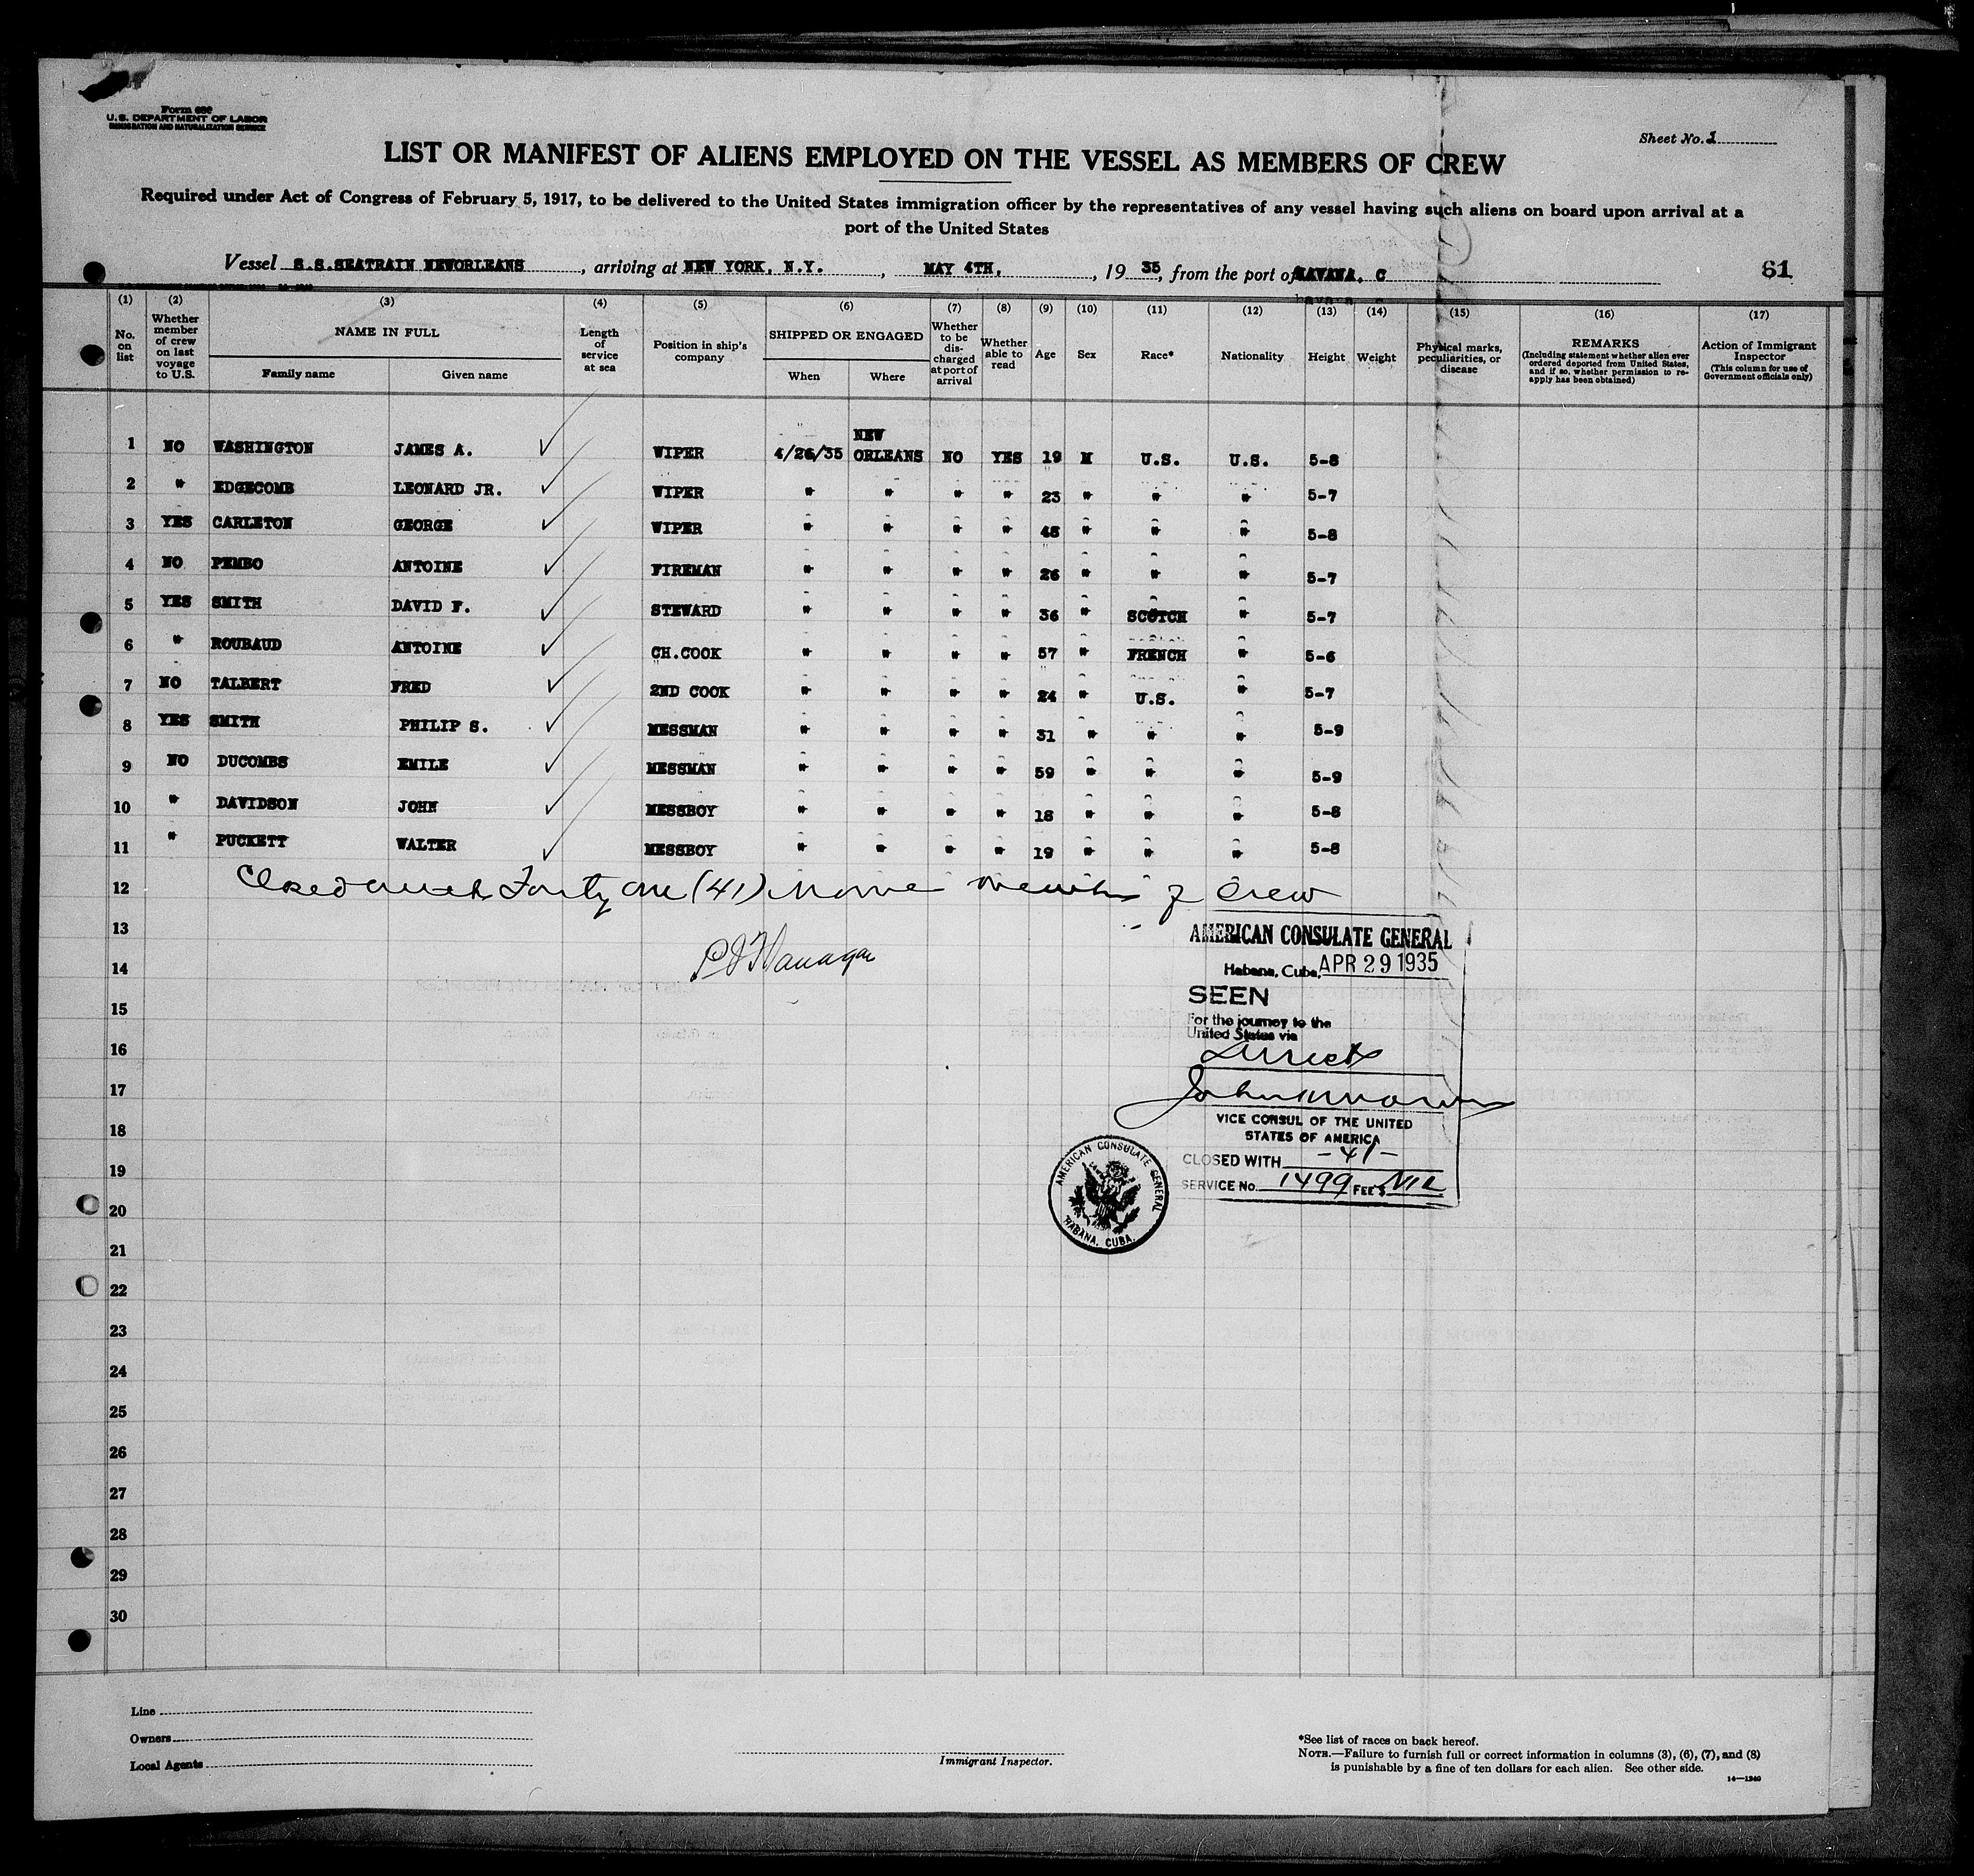 Form 680
U.S. DEPARTMENT OF LABOR
IMMIGRATION AND NATURALIZATION SERVICE
Sheet No. 1
LIST OR MANIFEST OF ALIENS EMPLOYED ON THE VESSEL AS MEMBERS OF CREW
Required under Act of Congress of February 5, 1917, to be delivered to the United States immigration officer by the representatives of any vessel having such aliens on board upon arrival at a
port of the United States
Vessel S.S.SEATRAIN NEWORLEANS, arriving at NEW YORK, N.Y., MAY 4TH, 1935, from the port of HAVANA, C
61
(1) (2) (3) (4) (5) (6) (7) (8) (9) (10) (11) (12) (13) (14) (15) (16) (17)
No. on list
Whether member of crew on last voyage to U.S.
NAME IN FULL
Family name Given name
Length of service at sea
Position in ship's company
SHIPPED OR ENGAGED
When Where
Whether to be discharged at port of arrival
Whether able to read
Age
Sex
Race*
Nationality
Height
Weight
Physical marks, peculiarities, or disease
REMARKS
(Including statement whether alien ever ordered deported from United States, and if so, whether permission to reapply has been obtained)
Action of Immigrant Inspector
(This column for use of Government officials only)
1 NO WASHINGTON JAMES A. WIPER 4/26/35 NEW ORLEANS NO YES 19 M U.S. U.S. 5-8
2 " EDGECOMB LEONARD JR. WIPER " " " " 23 " " " 5-7
3 YES CARLETON GEORGE WIPER " " " " 48 " " " 5-8
4 NO PEMBO ANTOINE FIREMAN " " " " 26 " " " 5-7
5 YES SMITH DAVID F. STEWARD " " " " 36 " SCOTCH " 5-7
6 " ROUBAUD ANTOINE CH.COOK " " " " 57 " FRENCH " 5-6
7 NO TALBERT FRED 2ND COOK " " " " 24 " U.S. " 5-7
8 YES SMITH PHILIP S. MESSMAN " " " " 31 " " " 5-9
9 NO DUCOMBS EMILE MESSMAN " " " " 59 " " " 5-9
10 " DAVIDSON JOHN MESSBOY " " " " 18 " " " 5-8
11 " PUCKETT WALTER MESSBOY " " " " 19 " " " 5-8
12 Closed with Forty one (41) members of Crew
13
14
15
16
17
18
19
20
21
22
23
24
25
26
27
28
29
30
AMERICAN CONSULATE GENERAL
Habana, Cuba, APR 29 1935
SEEN
For the journey to the
United States via
Direct
VICE CONSUL OF THE UNITED
STATES OF AMERICA
CLOSED WITH -41-
SERVICE No. 1499 FEE $ NIL
AMERICAN CONSULATE GENERAL
HABANA, CUBA.
Line
Owners
Local Agents
Immigrant Inspector.
*See list of races on back hereof.
NOTE.—Failure to furnish full or correct information in columns (3), (6), (7), and (8)
is punishable by a fine of ten dollars for each alien. See other side.
14—1240